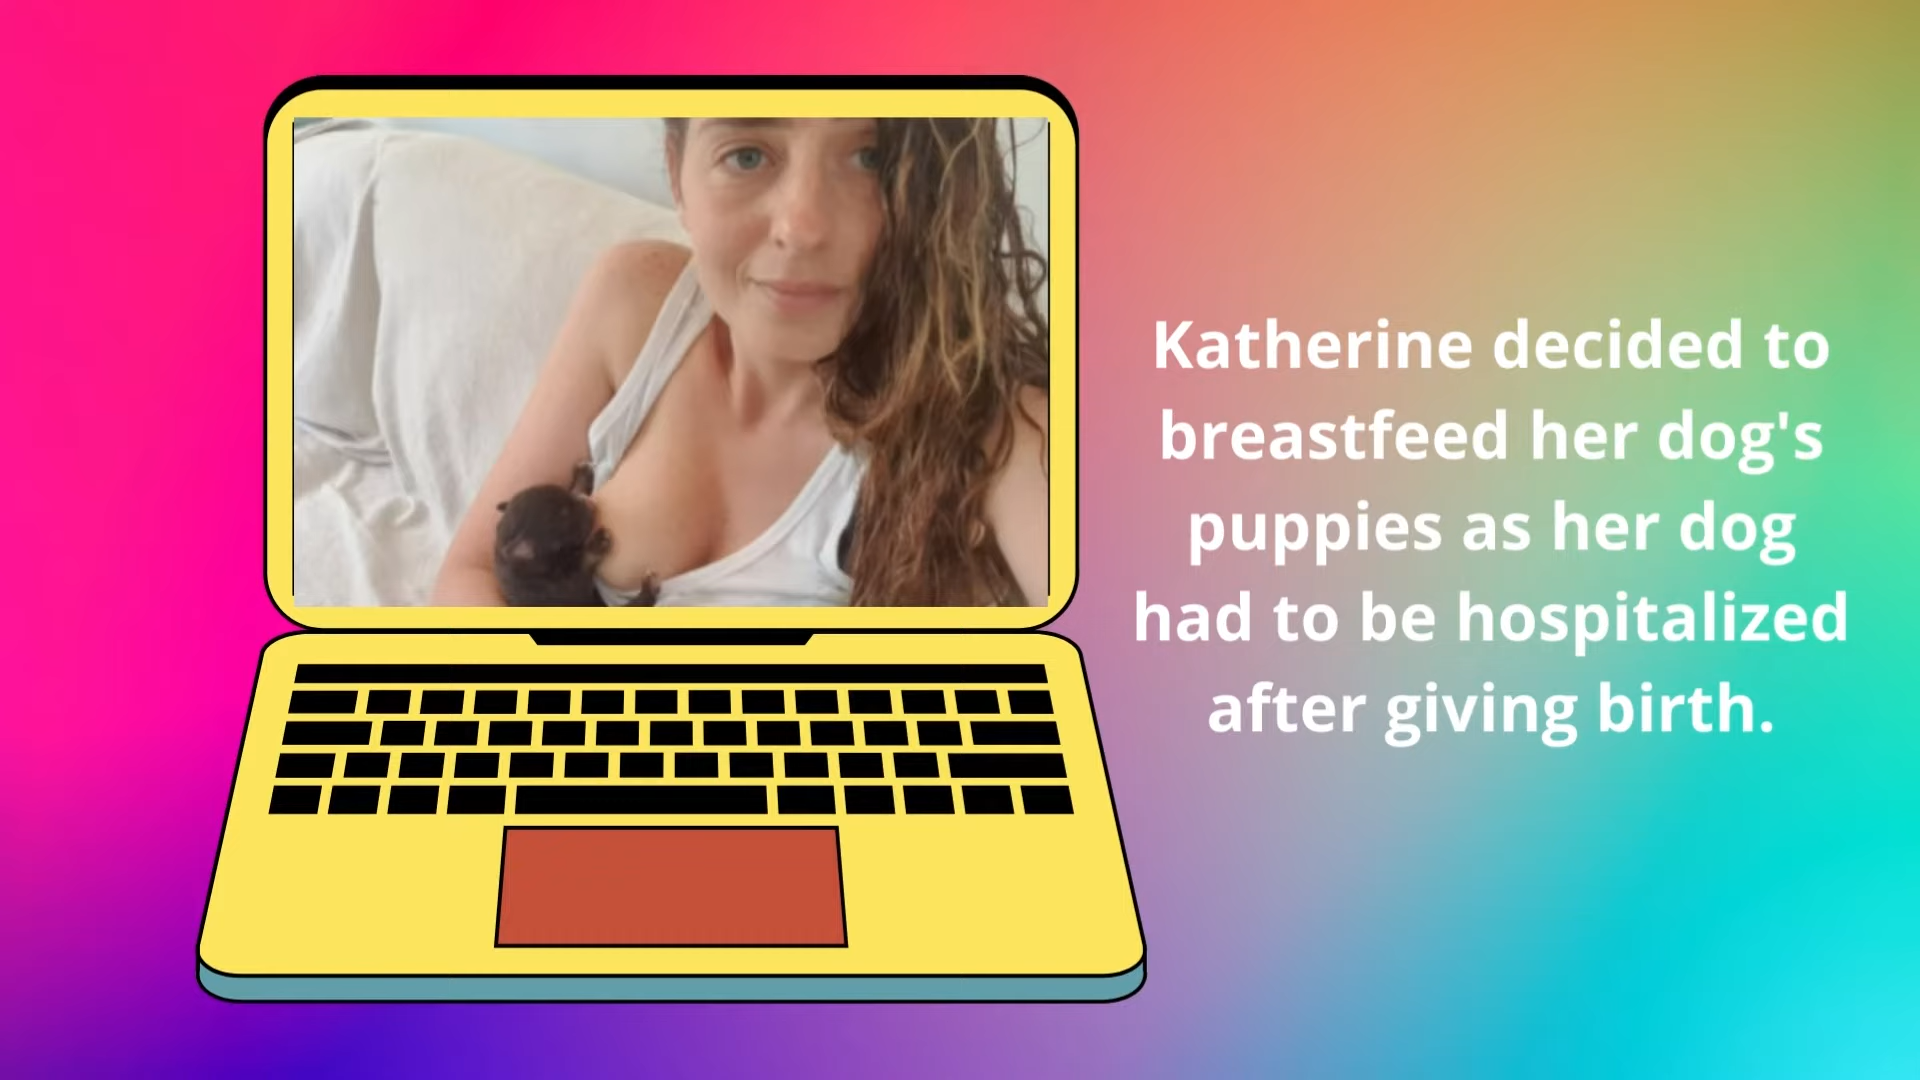 Katherine decided to
breastfeed her dog's
puppies as her dog
had to be hospitalized
after giving birth.